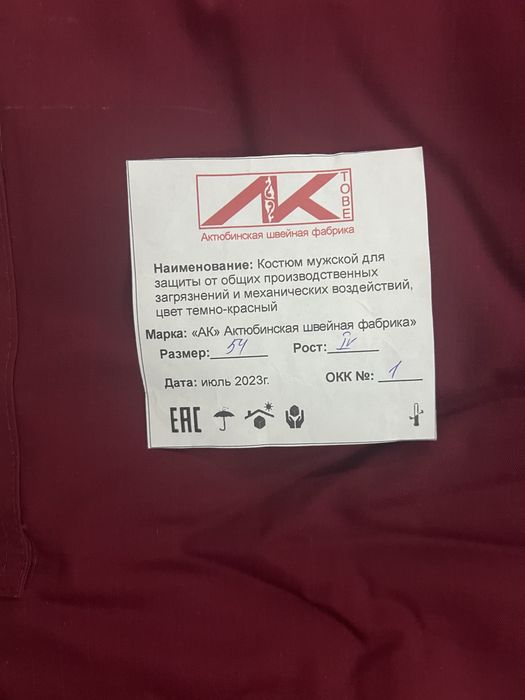 АК
ТОВЕ
Актюбинская швейная фабрика
Наименование: Костюм мужской для
защиты от общих производственных
загрязнений и механических воздействий,
цвет темно-красный
Марка: «АК» Актюбинская швейная фабрика»
Размер: 54 Рост: IV
Дата: июль 2023г. ОКК №: 1
ЕАС